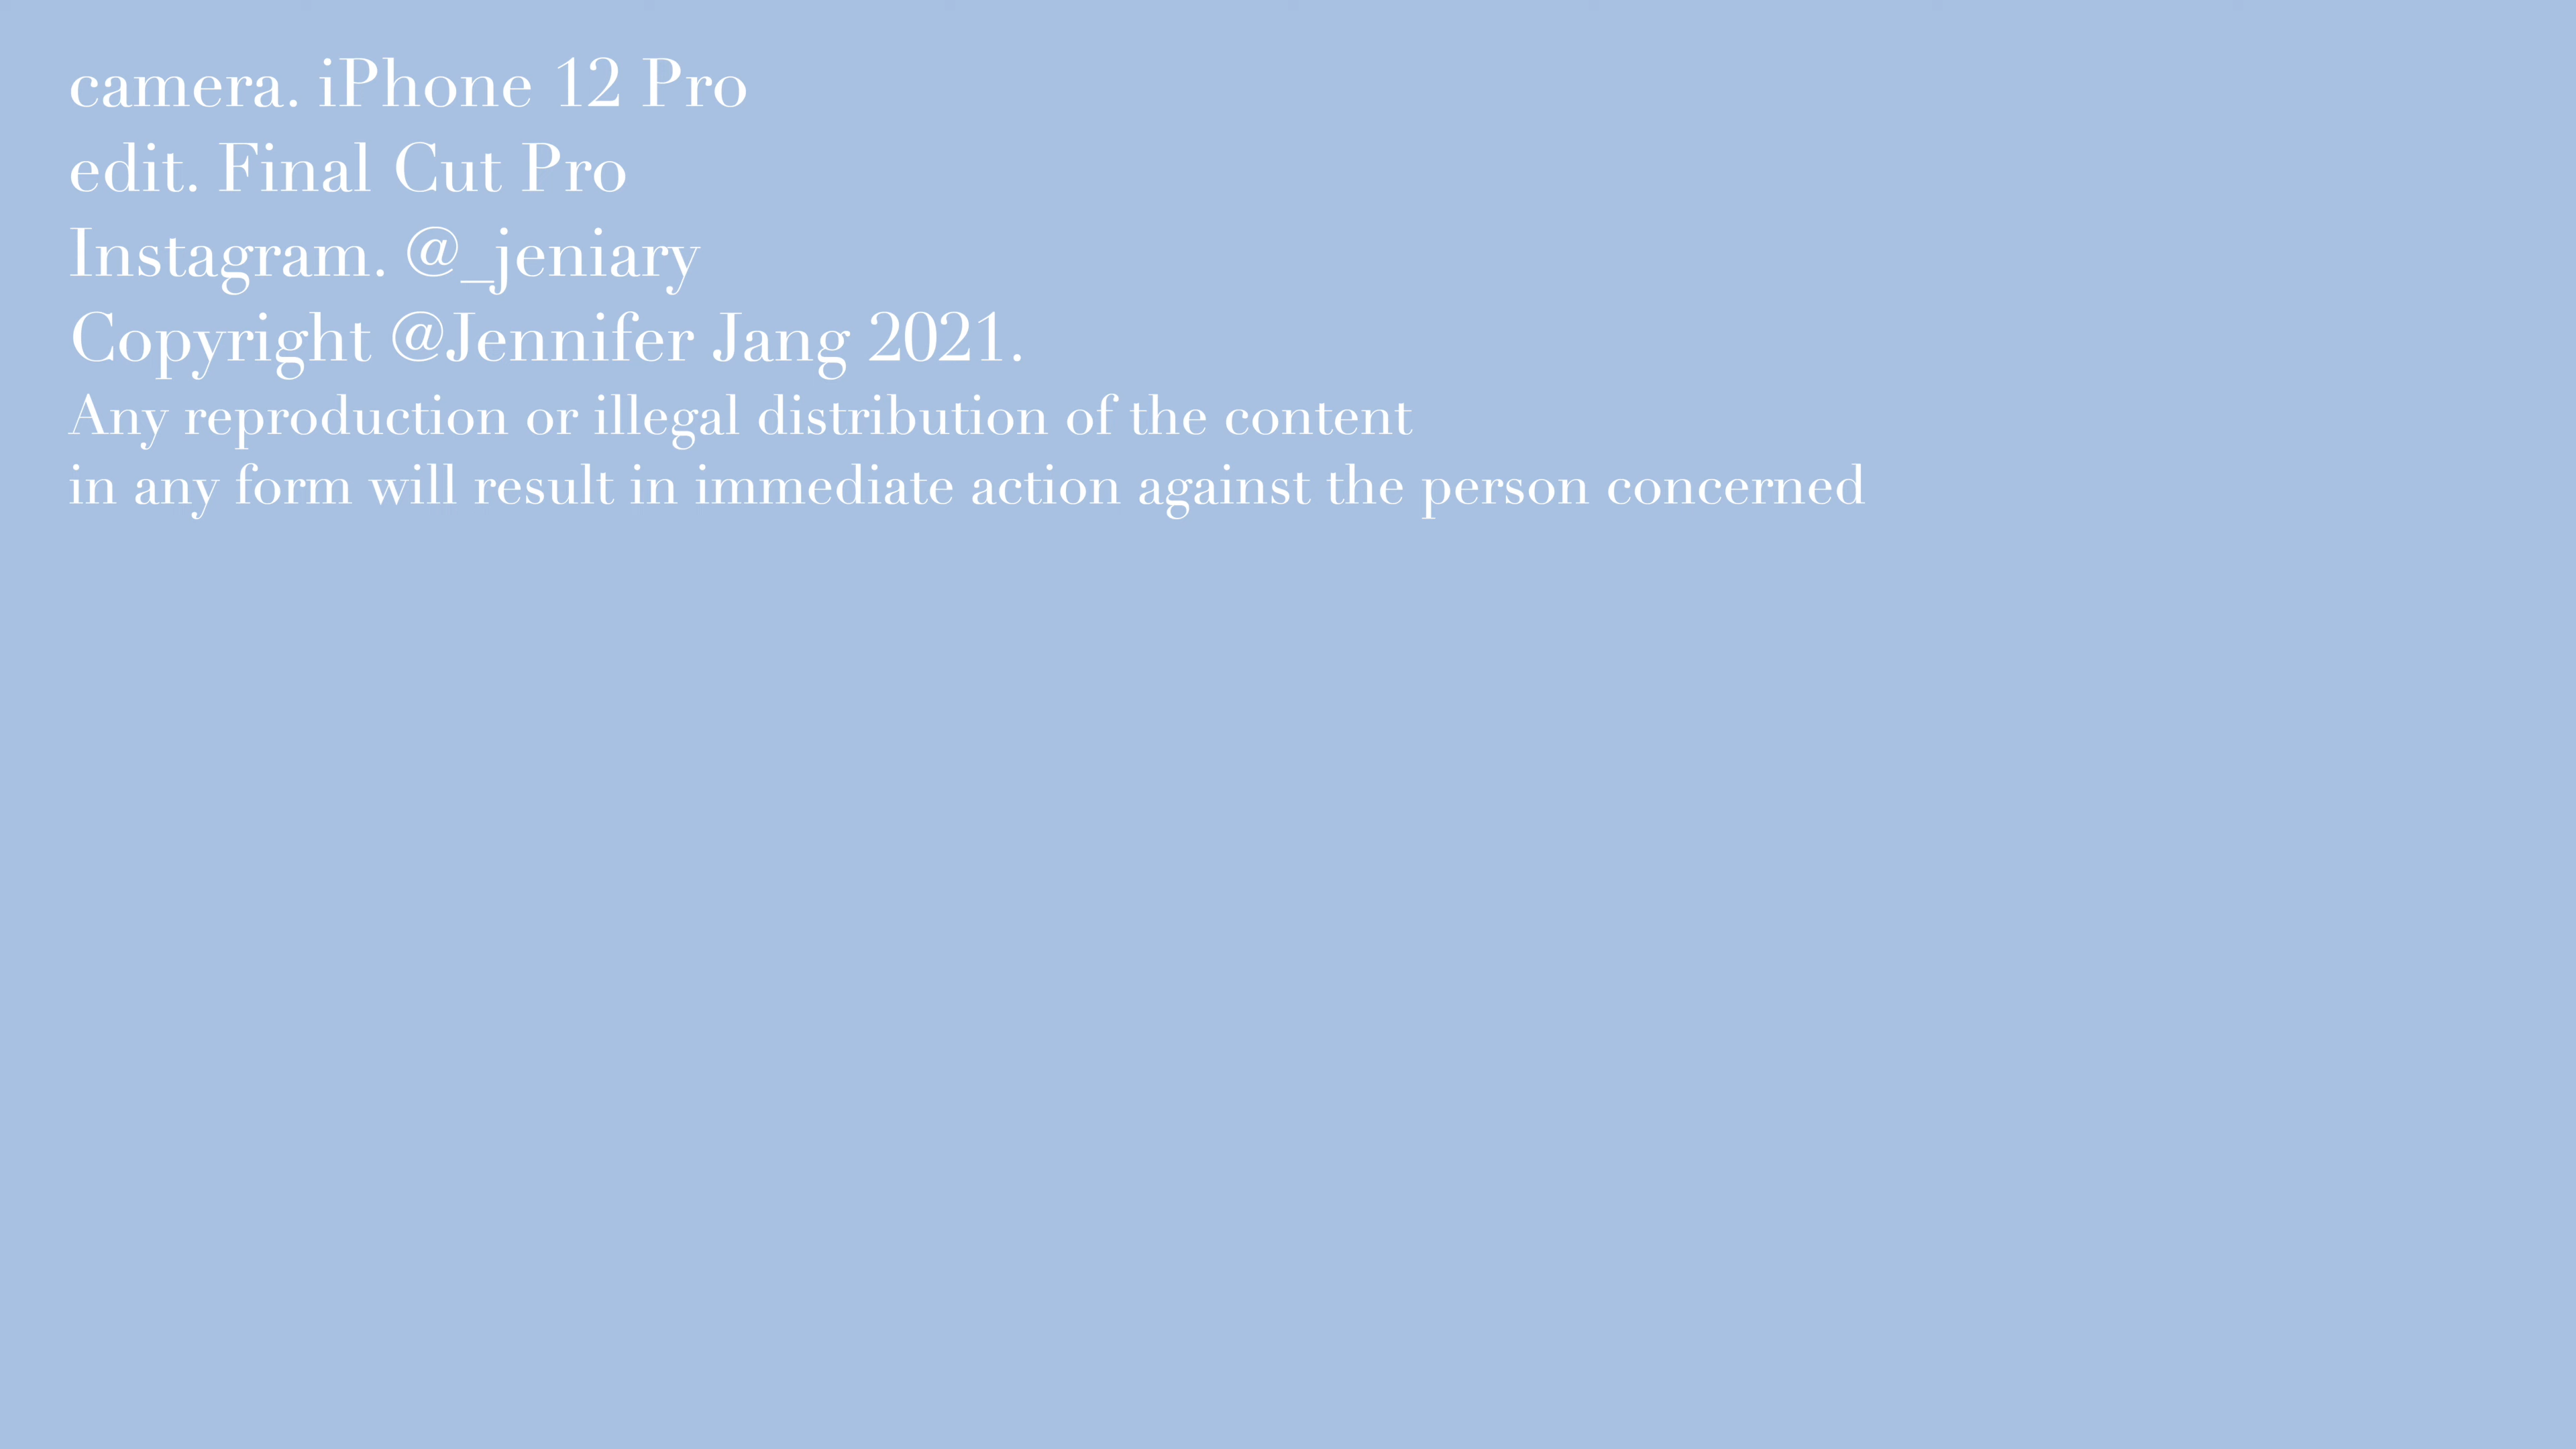 camera. iPhone 12 Pro
edit. Final Cut Pro
Instagram. @_jeniary
Copyright @Jennifer Jang 2021.
Any reproduction or illegal distribution of the content
in any form will result in immediate action against the person concerned